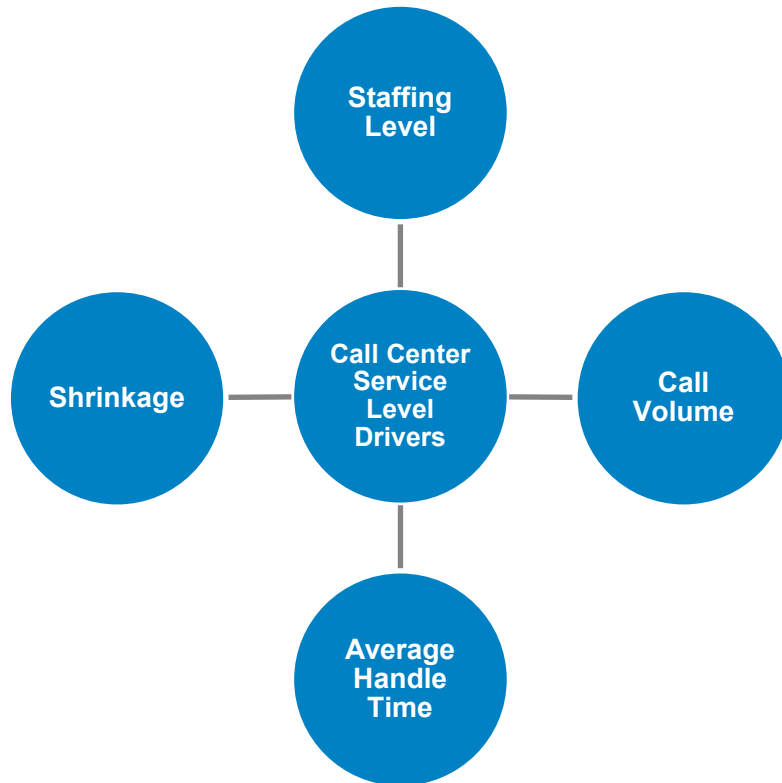 Staffing
Level
Shrinkage
Call Center
Service
Level
Drivers
Call
Volume
Average
Handle
Time